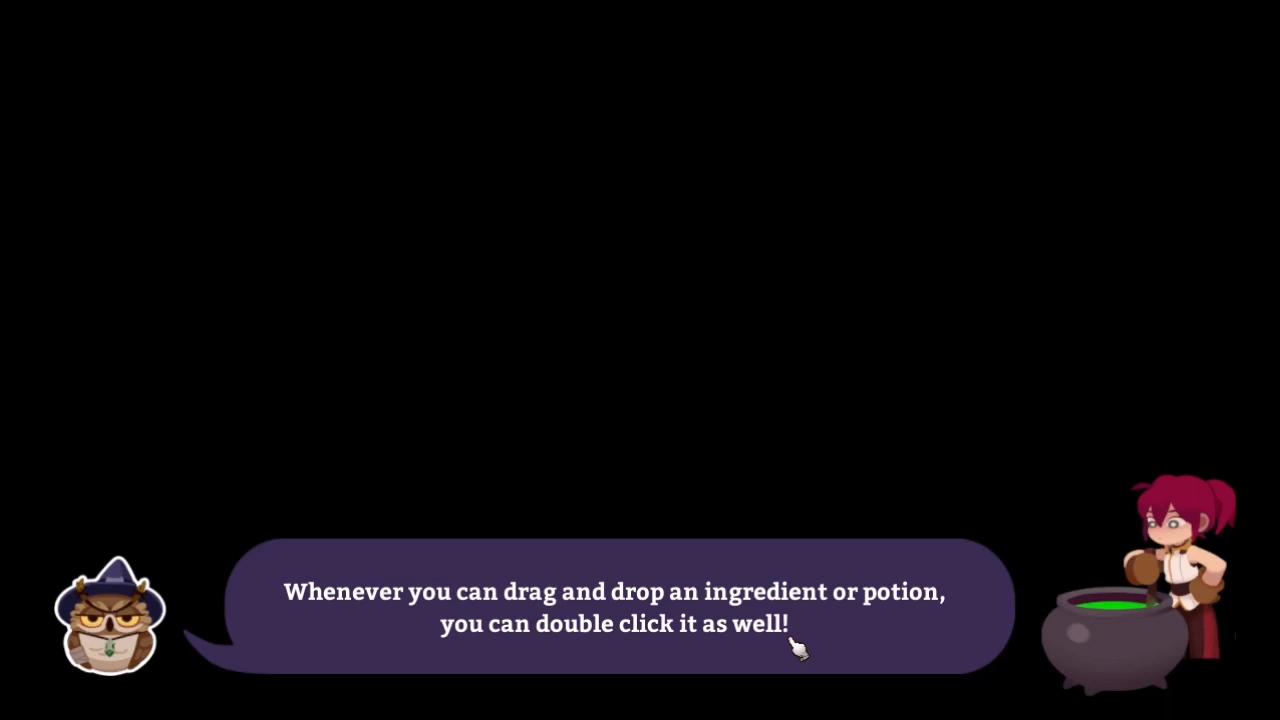 Whenever you can drag and drop an ingredient or potion,
you can double click it as well!